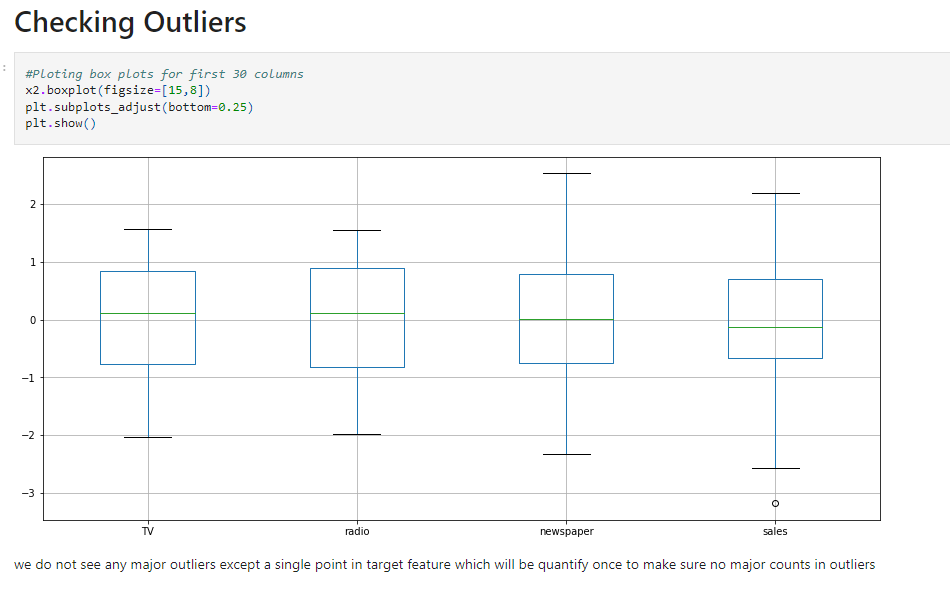 Checking Outliers
:
#Ploting box plots for first 30 columns
x2.boxplot(figsize=[15,8])
plt.subplots_adjust(bottom=0.25)
plt.show()
2
1
0
−1
−2
−3
TV radio newspaper sales
we do not see any major outliers except a single point in target feature which will be quantify once to make sure no major counts in outliers